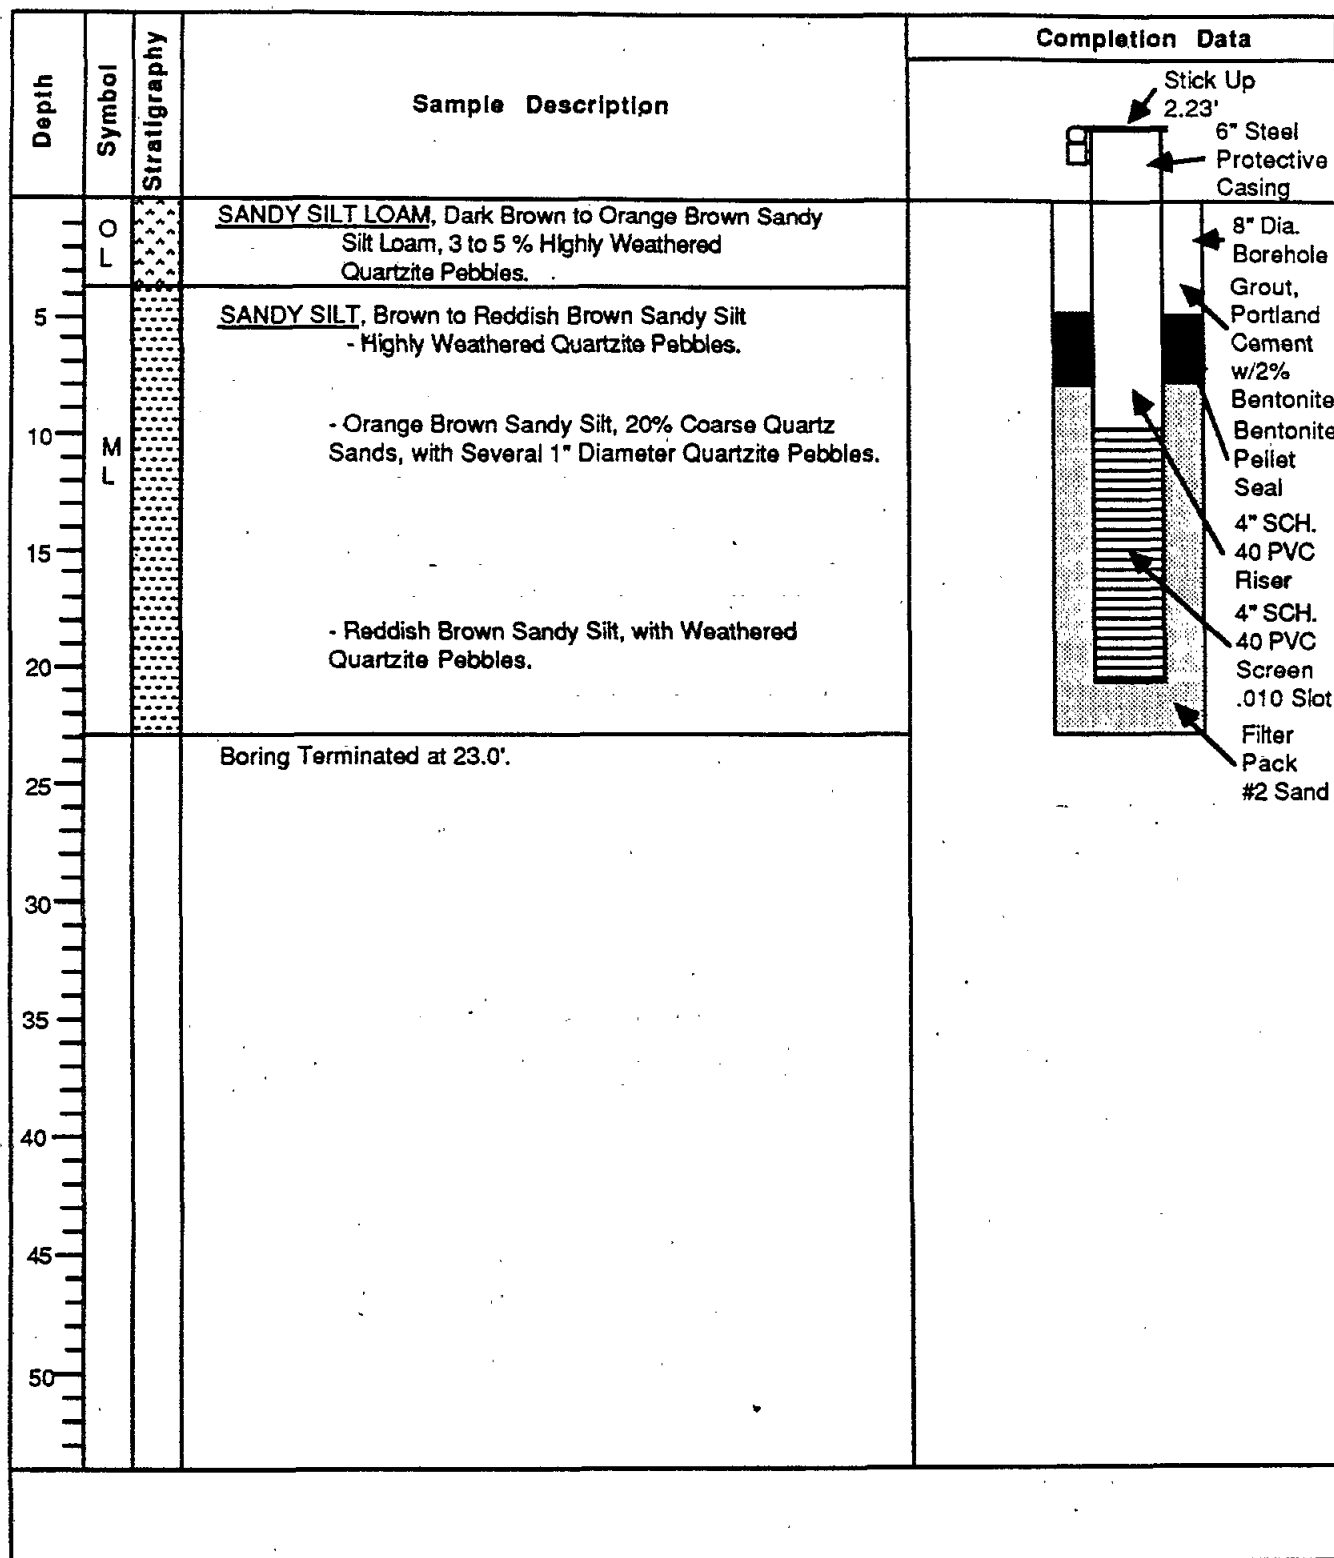 Depth
Symbol
Stratigraphy
Sample Description
Completion Data
Stick Up
2.23'
6" Steel
Protective
Casing
O
L
SANDY SILT LOAM, Dark Brown to Orange Brown Sandy
Silt Loam, 3 to 5 % Highly Weathered
Quartzite Pebbles.
8" Dia.
Borehole
Grout,
Portland
Cement
w/2%
Bentonite
Bentonite
Pellet
Seal
4" SCH.
40 PVC
Riser
4" SCH.
40 PVC
Screen
.010 Slot
Filter
Pack
#2 Sand
M
L
SANDY SILT, Brown to Reddish Brown Sandy Silt
- Highly Weathered Quartzite Pebbles.
- Orange Brown Sandy Silt, 20% Coarse Quartz
Sands, with Several 1" Diameter Quartzite Pebbles.
- Reddish Brown Sandy Silt, with Weathered
Quartzite Pebbles.
Boring Terminated at 23.0'.
5
10
15
20
25
30
35
40
45
50